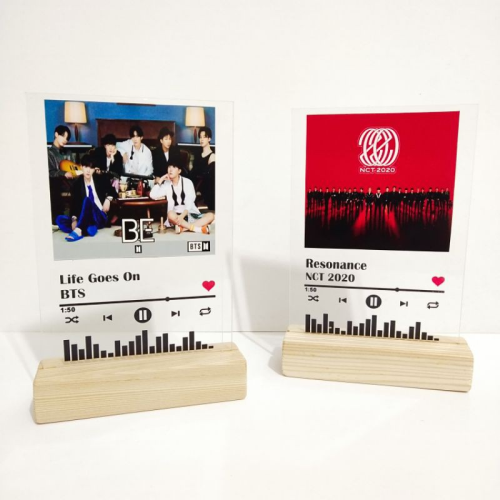 BE
BTS
Life Goes On
BTS
1:50
NCT-2020
Resonance
NCT 2020
1:50